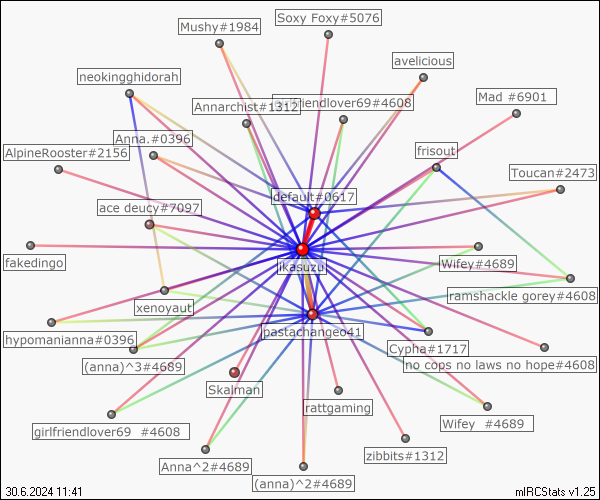 Soxy Foxy#5076
Mushy#1984
avelicious
neokingghidorah
Mad #6901
Annarchist#1312
girlfriendlover69#4608
Anna.#0396
frisout
AlpineRooster#2156
Toucan#2473
default#0617
ace deucy#7097
fakedingo
jkasuzu
Wifey#4689
ramshackle gorey#4608
xenoyaut
hypomanianna#0396
pastachangeo41
Cypha#1717
(anna)^3#4689
no cops no laws no hope#4608
Skalman
rattgaming
girlfriendlover69 #4608
Wifey #4689
zibbits#1312
Anna^2#4689
(anna)^2#4689
30.6.2024 11:41
mIRCStats v1.25